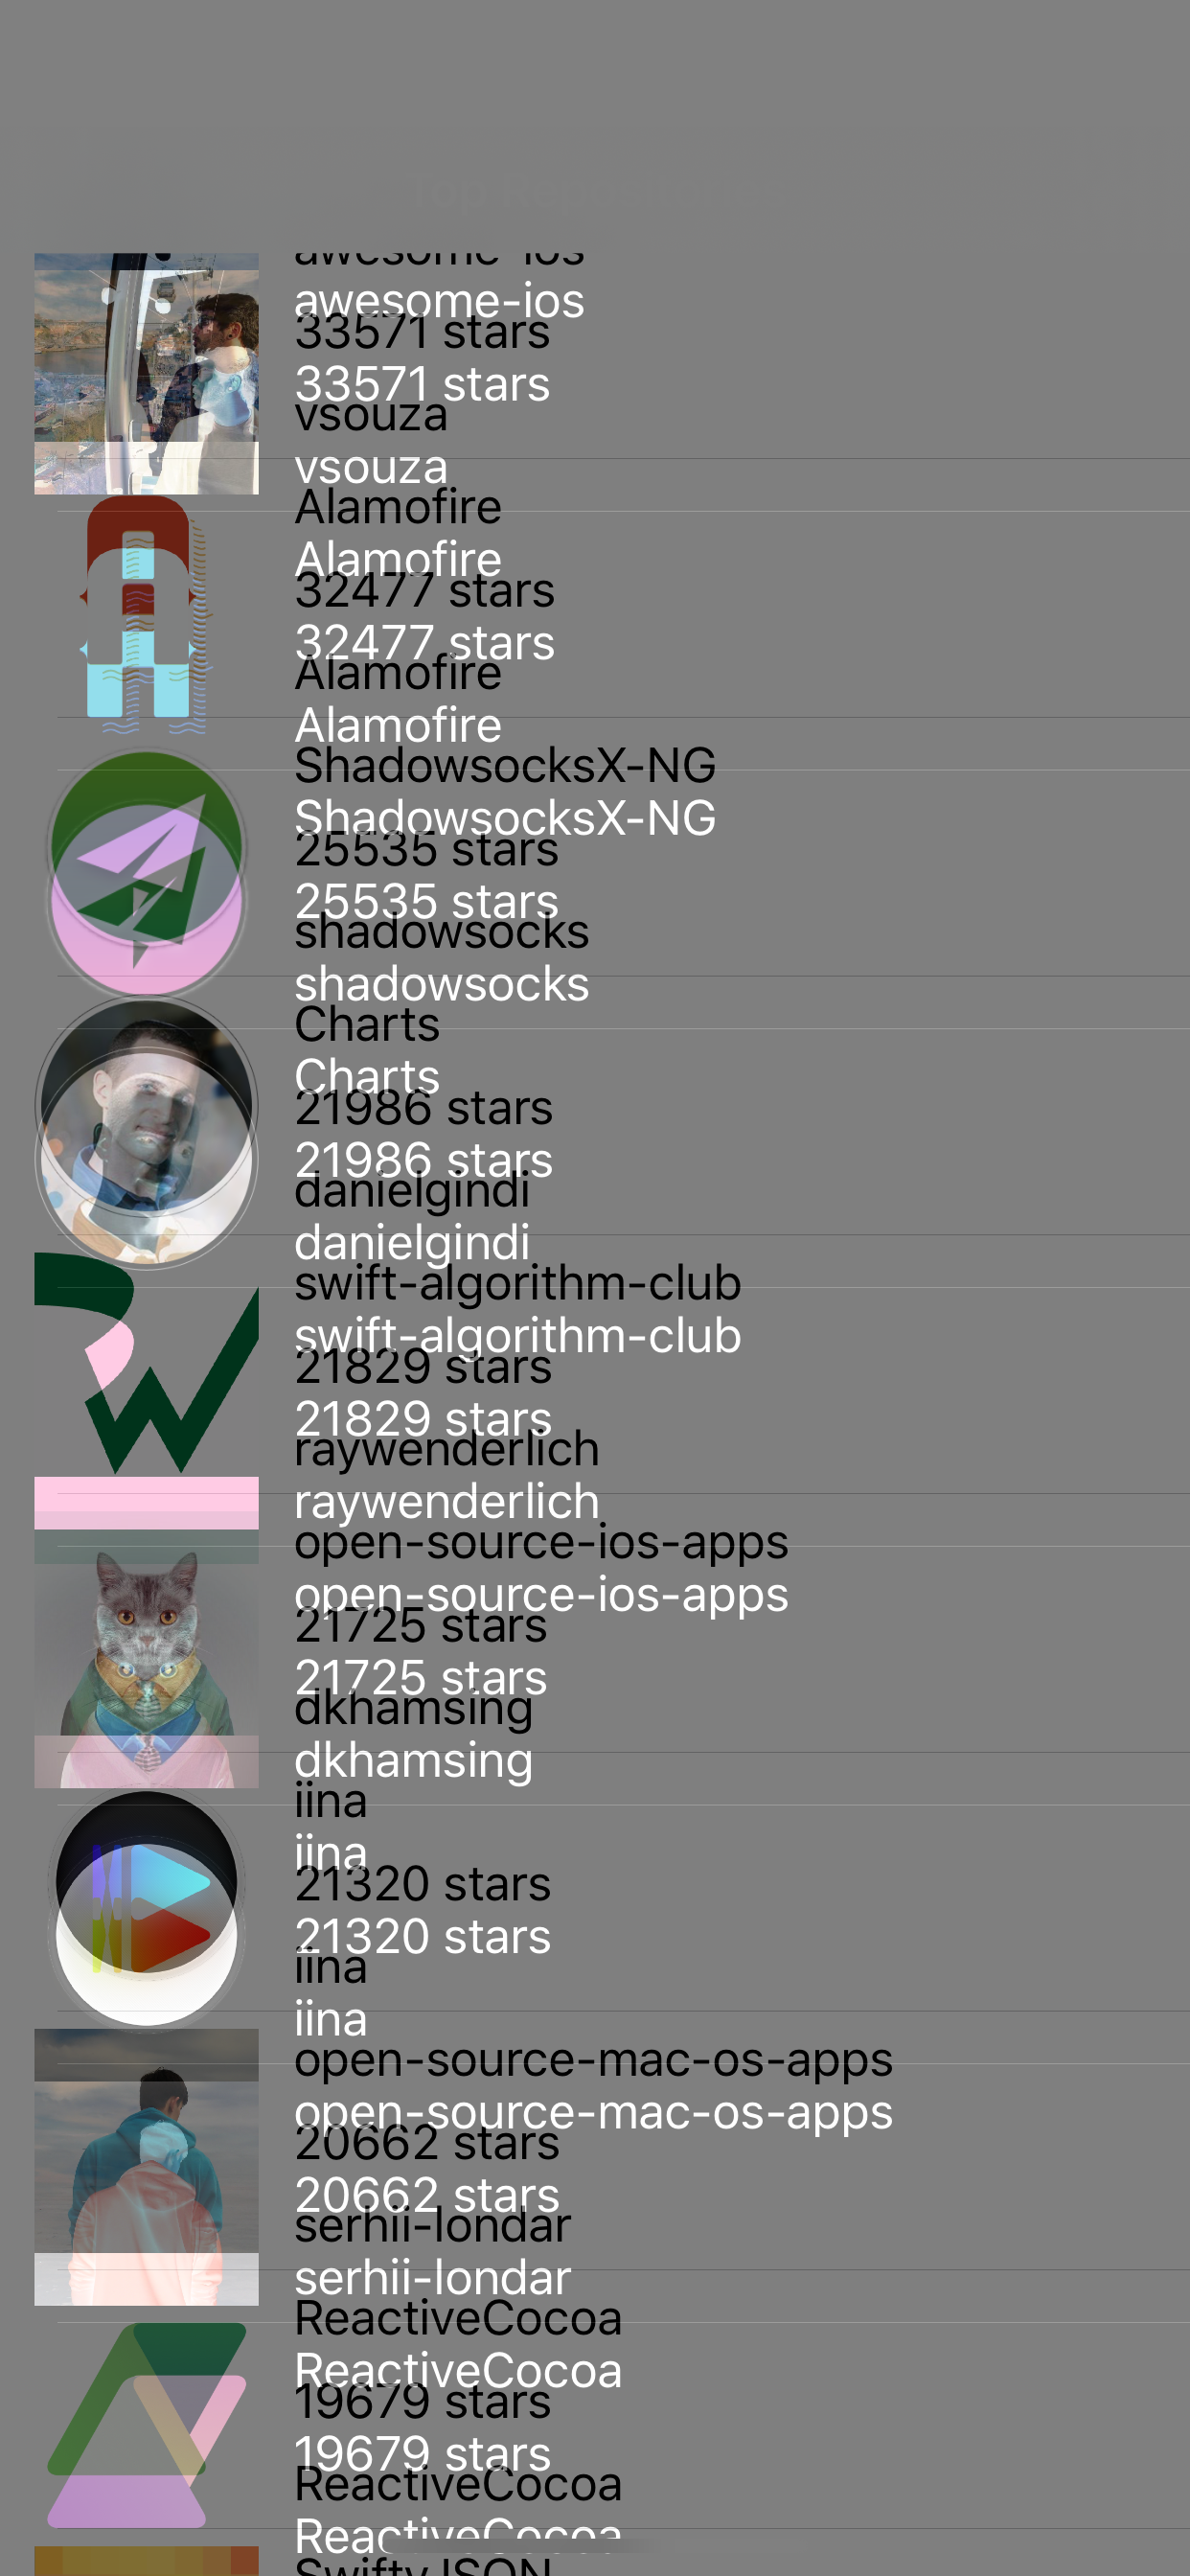 Top Repositories
awesome-ios
awesome-ios
33571 stars
33571 stars
vsouza
vsouza
Alamofire
Alamofire
32477 stars
32477 stars
Alamofire
Alamofire
ShadowsocksX-NG
ShadowsocksX-NG
25535 stars
25535 stars
shadowsocks
shadowsocks
Charts
Charts
21986 stars
21986 stars
danielgindi
danielgindi
swift-algorithm-club
swift-algorithm-club
21829 stars
21829 stars
raywenderlich
raywenderlich
open-source-ios-apps
open-source-ios-apps
21725 stars
21725 stars
dkhamsing
dkhamsing
iina
iina
21320 stars
21320 stars
iina
iina
open-source-mac-os-apps
open-source-mac-os-apps
20662 stars
20662 stars
serhii-londar
serhii-londar
ReactiveCocoa
ReactiveCocoa
19679 stars
19679 stars
ReactiveCocoa
ReactiveCocoa
SwiftyJSON